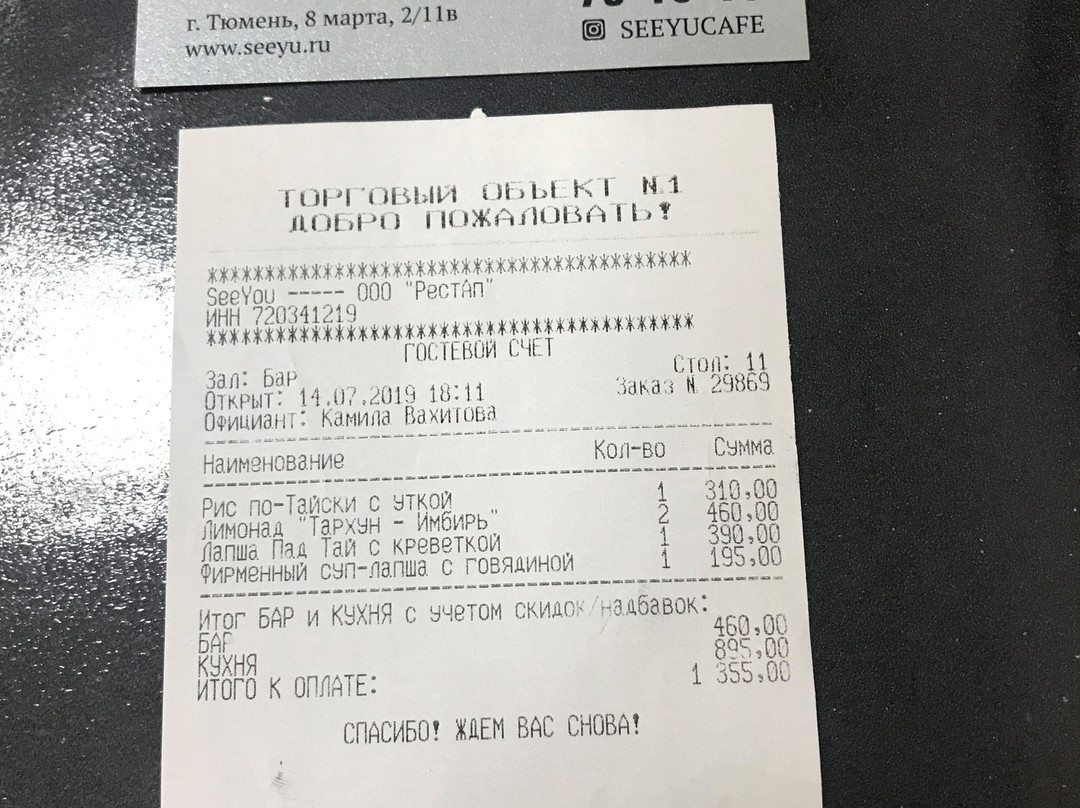 г. Тюмень, 8 марта, 2/11в
www.seeyu.ru
SEEYUCAFE
ТОРГОВЫЙ ОБЪЕКТ N.1
ДОБРО ПОЖАЛОВАТЬ!
******************************************
SeeYou ----- ООО "РестАп"
ИНН 720341219
******************************************
ГОСТЕВОЙ СЧЕТ
Зал: Бар Стол: 11
Открыт: 14.07.2019 18:11 Заказ № 29869
Официант: Камила Вахитова
Наименование Кол-во Сумма
Рис по-Тайски с уткой 1 310,00
Лимонад "Тархун - Имбирь" 2 460,00
Лапша Пад Тай с креветкой 1 390,00
Фирменный суп-лапша с говядиной 1 195,00
Итог БАР и КУХНЯ с учетом скидок/надбавок:
БАР 460,00
КУХНЯ 895,00
ИТОГО К ОПЛАТЕ: 1 355,00
СПАСИБО! ЖДЕМ ВАС СНОВА!